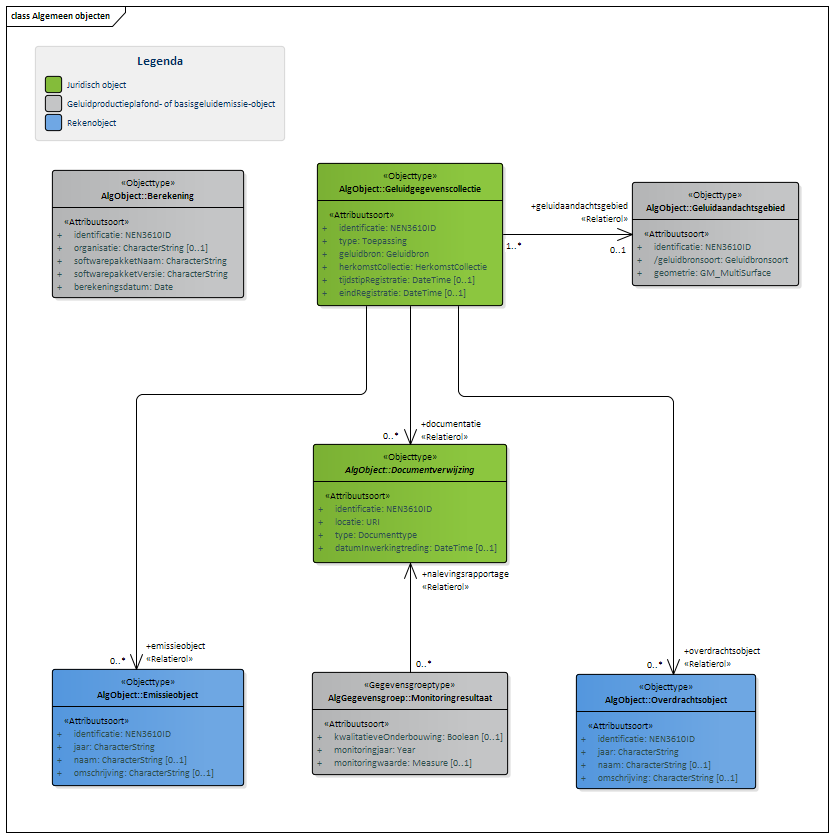 class Algemeen objecten
Legenda
Juridisch object
Geluidproductieplafond- of basisgeluidemissie-object
Rekenobject
«Objecttype»
AlgObject::Berekening
«Attribuutsoort»
+ identificatie: NEN3610ID
+ organisatie: CharacterString [0..1]
+ softwarepakketNaam: CharacterString
+ softwarepakketVersie: CharacterString
+ berekeningsdatum: Date
«Objecttype»
AlgObject::Geluidgegevenscollectie
«Attribuutsoort»
+ identificatie: NEN3610ID
+ type: Toepassing
+ geluidbron: Geluidbron
+ herkomstCollectie: HerkomstCollectie
+ tijdstipRegistratie: DateTime [0..1]
+ eindRegistratie: DateTime [0..1]
+geluidaandachtsgebied
«Relatierol»
1..*
0..1
«Objecttype»
AlgObject::Geluidaandachtsgebied
«Attribuutsoort»
+ identificatie: NEN3610ID
+ /geluidbronsoort: Geluidbronsoort
+ geometrie: GM_MultiSurface
+documentatie
0..*
«Relatierol»
«Objecttype»
AlgObject::Documentverwijzing
«Attribuutsoort»
+ identificatie: NEN3610ID
+ locatie: URI
+ type: Documenttype
+ datumInwerkingtreding: DateTime [0..1]
+nalevingsrapportage
«Relatierol»
0..*
+emissieobject
0..*
«Relatierol»
«Objecttype»
AlgObject::Emissieobject
«Attribuutsoort»
+ identificatie: NEN3610ID
+ jaar: CharacterString
+ naam: CharacterString [0..1]
+ omschrijving: CharacterString [0..1]
«Gegevensgroeptype»
AlgGegevensgroep::Monitoringresultaat
«Attribuutsoort»
+ kwalitatieveOnderbouwing: Boolean [0..1]
+ monitoringjaar: Year
+ monitoringwaarde: Measure [0..1]
+overdrachtsobject
0..*
«Relatierol»
«Objecttype»
AlgObject::Overdrachtsobject
«Attribuutsoort»
+ identificatie: NEN3610ID
+ jaar: CharacterString
+ naam: CharacterString [0..1]
+ omschrijving: CharacterString [0..1]